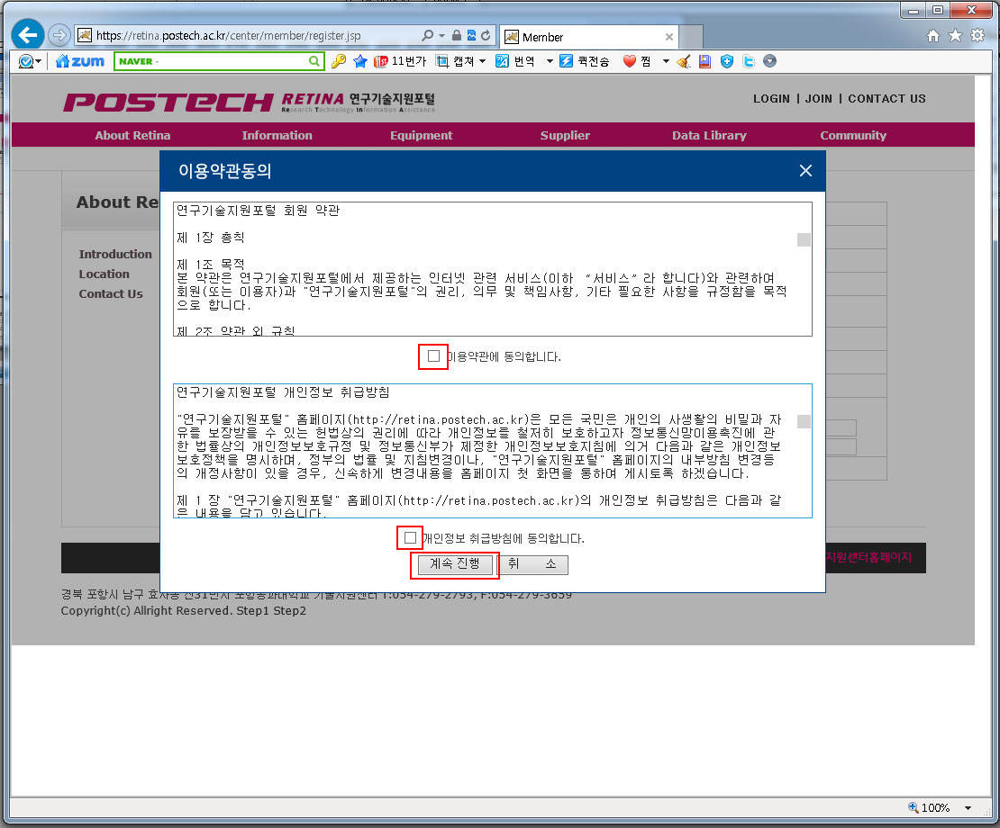 https://retina.postech.ac.kr/center/member/register.jsp
Member
zum
NAVER
11번가
캡쳐
번역
퀵전송
찜
POSTECH RETINA 연구기술지원포털
Research Technology Information Assistance
LOGIN | JOIN | CONTACT US
About Retina Information Equipment Supplier Data Library Community
이용약관동의
About Re
Introduction
Location
Contact Us
연구기술지원포털 회원 약관
제 1장 총칙
제 1조 목적
본 약관은 연구기술지원포털에서 제공하는 인터넷 관련 서비스(이하 “서비스” 라 합니다)와 관련하여
회원(또는 이용자)과 "연구기술지원포털"의 권리, 의무 및 책임사항, 기타 필요한 사항을 규정함을 목적
으로 합니다.
제 2조 약관 외 규칙
이용약관에 동의합니다.
연구기술지원포털 개인정보 취급방침
"연구기술지원포털" 홈페이지(http://retina.postech.ac.kr)은 모든 국민은 개인의 사생활의 비밀과 자
유를 보장받을 수 있는 헌법상의 권리에 따라 개인정보를 철저히 보호하고자 정보통신망이용촉진에 관
한 법률상의 개인정보보호규정 및 정보통신부가 제정한 개인정보보호지침에 의거 다음과 같은 개인정보
보호정책을 명시하며, 정부의 법률 및 지침변경이나, "연구기술지원포털" 홈페이지의 내부방침 변경등
의 개정사항이 있을 경우, 신속하게 변경내용을 홈페이지 첫 화면을 통하여 게시토록 하겠습니다.
제 1 장 "연구기술지원포털" 홈페이지(http://retina.postech.ac.kr)의 개인정보 취급방침은 다음과 같
은 내용을 담고 있습니다.
개인정보 취급방침에 동의합니다.
계속 진행 취 소
지원센터홈페이지
경북 포항시 남구 효자동 산31번지 포항공과대학교 기술지원센터 T:054-279-2793, F:054-279-3659
Copyright(c) Allright Reserved. Step1 Step2
100%